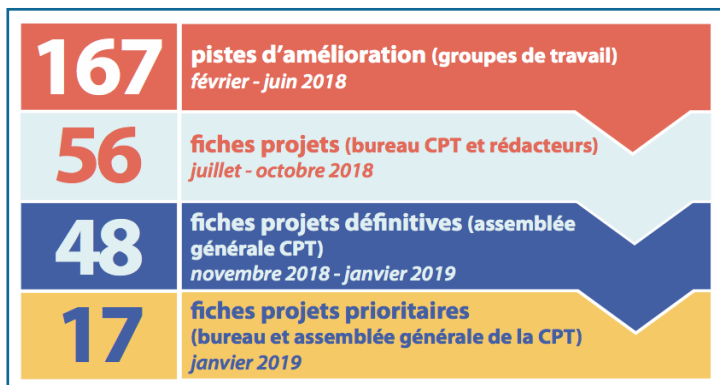 167
pistes d’amélioration (groupes de travail)
février - juin 2018
56
fiches projets (bureau CPT et rédacteurs)
juillet - octobre 2018
48
fiches projets définitives (assemblée
générale CPT)
novembre 2018 - janvier 2019
17
fiches projets prioritaires
(bureau et assemblée générale de la CPT)
janvier 2019